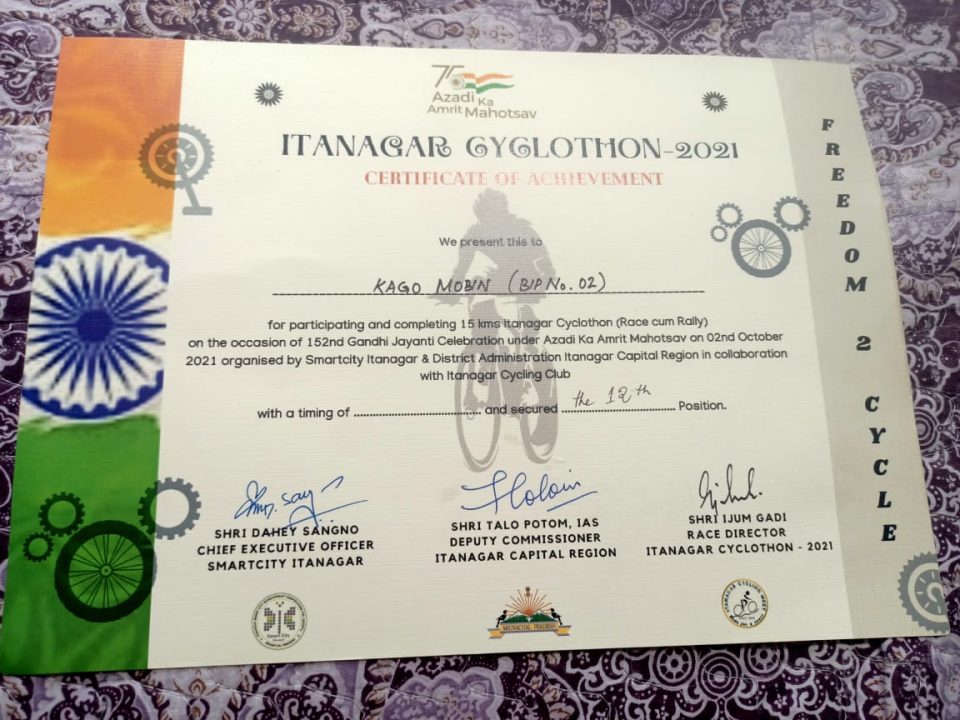 75
Azadi Ka
Amrit Mahotsav
ITANAGAR CYCLOTHON-2021
CERTIFICATE OF ACHIEVEMENT
We present this to
KAGO MOBIN (BIP No. 02)
for participating and completing 15 kms Itanagar Cyclothon (Race cum Rally)
on the occasion of 152nd Gandhi Jayanti Celebration under Azadi Ka Amrit Mahotsav on 02nd October
2021 organised by Smartcity Itanagar & District Administration Itanagar Capital Region in collaboration
with Itanagar Cycling Club
with a timing of ................................ and secured the 12th Position.
SHRI DAHEY SANGNO
CHIEF EXECUTIVE OFFICER
SMARTCITY ITANAGAR
SHRI TALO POTOM, IAS
DEPUTY COMMISSIONER
ITANAGAR CAPITAL REGION
SHRI IJUM GADI
RACE DIRECTOR
ITANAGAR CYCLOTHON - 2021
Smart City
ARUNACHAL PRADESH
FREEDOM 2 CYCLE